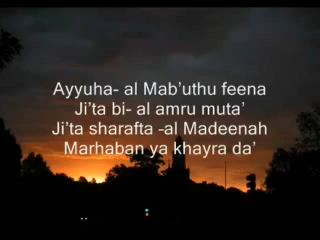 Ayyuha- al Mab'uthu feena
Ji'ta bi- al amru muta'
Ji'ta sharafta -al Madeenah
Marhaban ya khayra da'